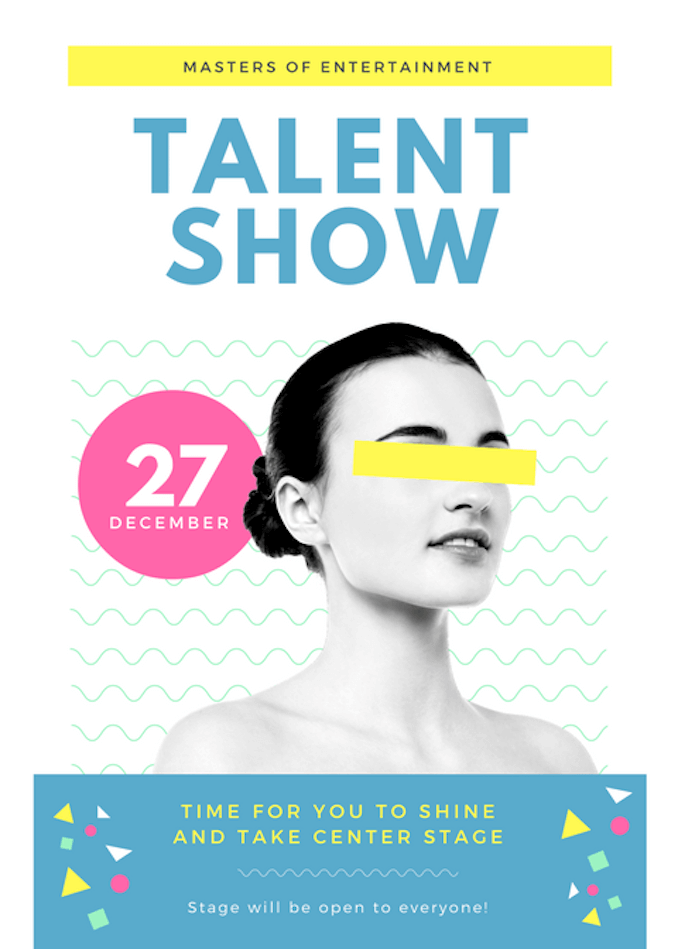 MASTERS OF ENTERTAINMENT
TALENT
SHOW
27
DECEMBER
TIME FOR YOU TO SHINE
AND TAKE CENTER STAGE
Stage will be open to everyone!